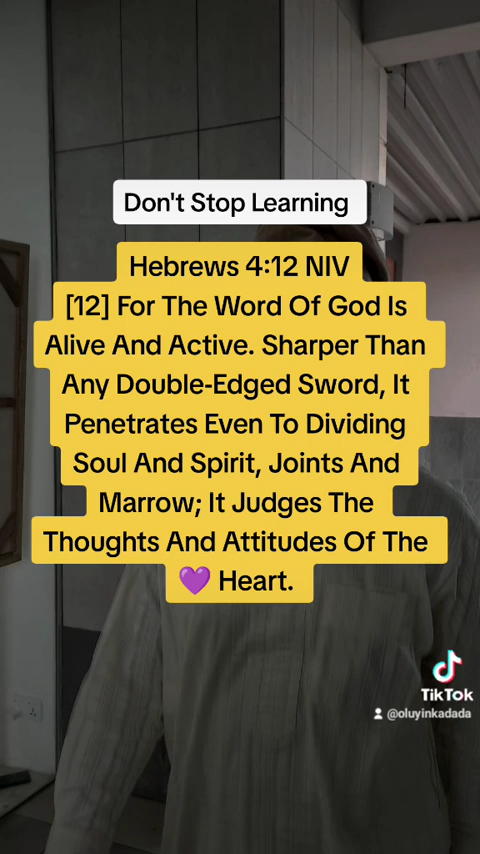 Don't Stop Learning
Hebrews 4:12 NIV
[12] For The Word Of God Is
Alive And Active. Sharper Than
Any Double-Edged Sword, It
Penetrates Even To Dividing
Soul And Spirit, Joints And
Marrow; It Judges The
Thoughts And Attitudes Of The
💜 Heart.
TikTok
@oluyinkadada